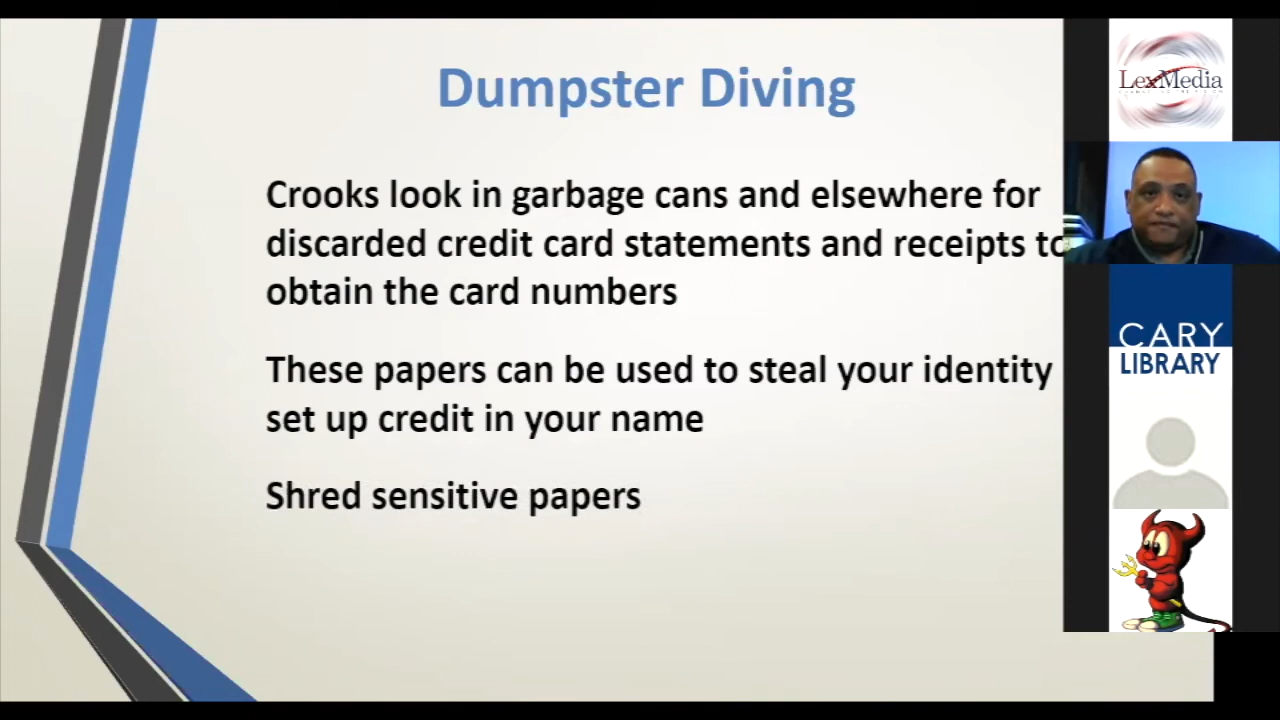 Dumpster Diving
Crooks look in garbage cans and elsewhere for
discarded credit card statements and receipts to
obtain the card numbers
These papers can be used to steal your identity
set up credit in your name
Shred sensitive papers
LexMedia
CARY
LIBRARY